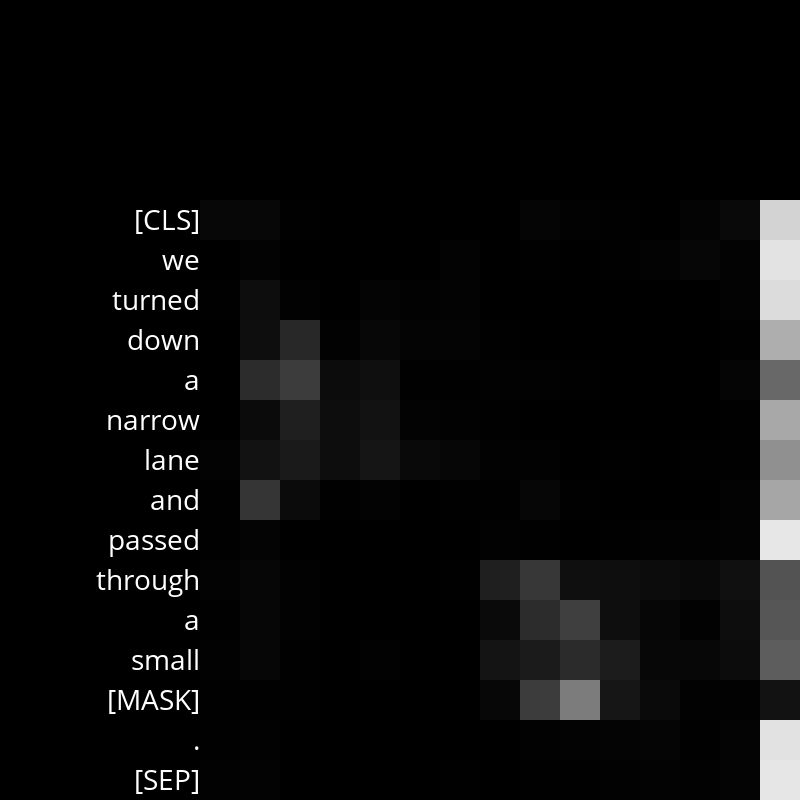 [CLS]
we
turned
down
a
narrow
lane
and
passed
through
a
small
[MASK]
.
[SEP]